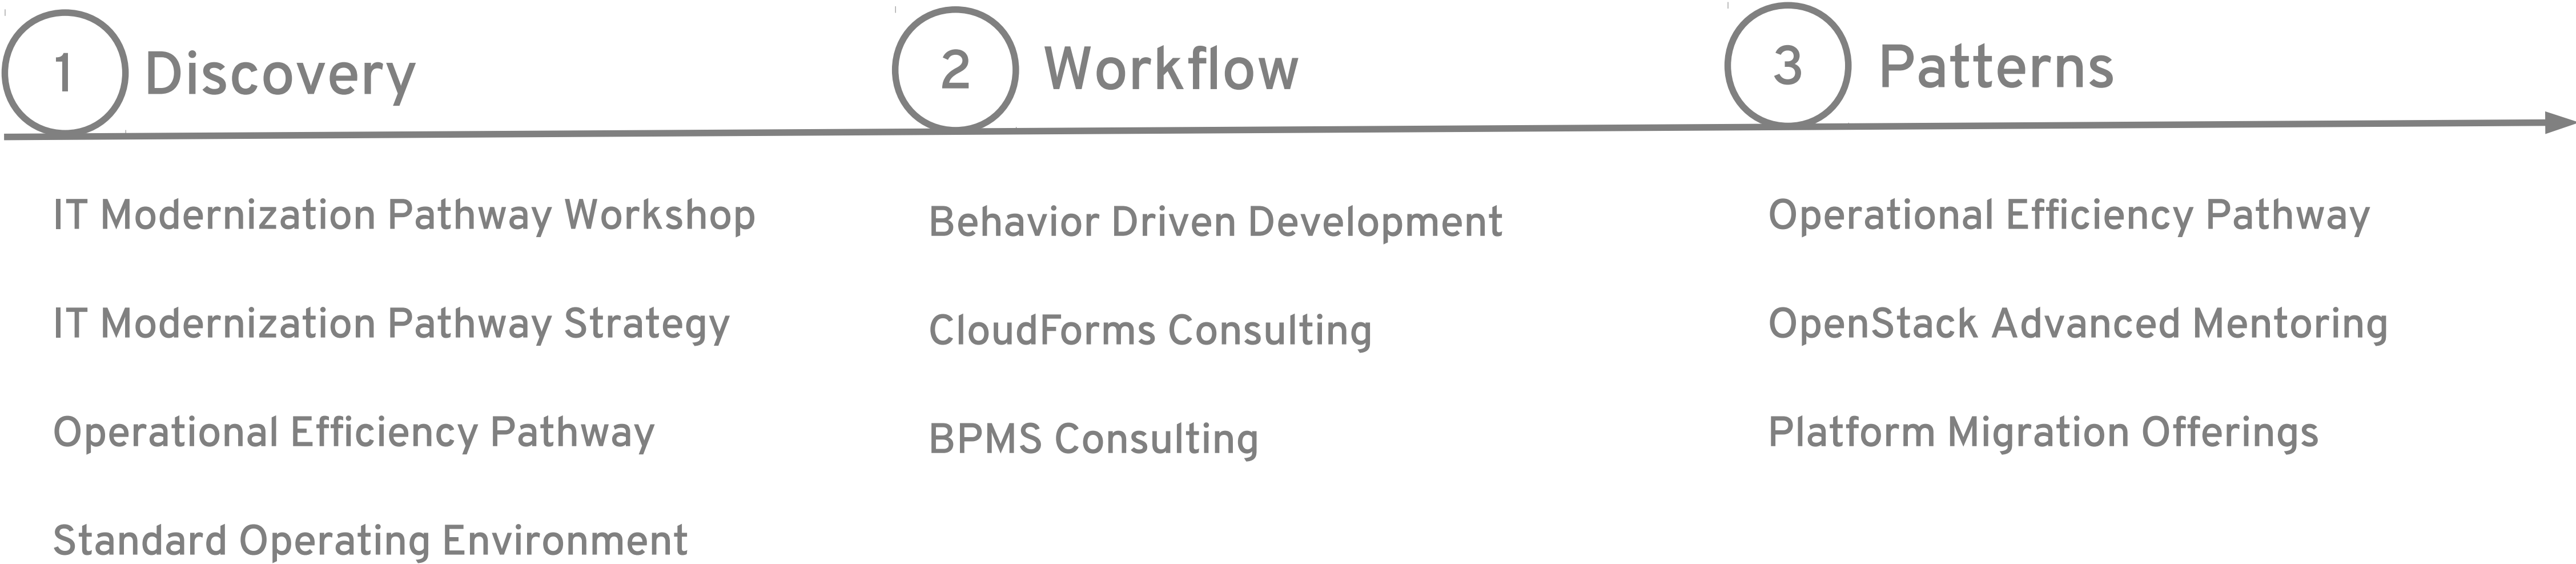 1 Discovery
IT Modernization Pathway Workshop
IT Modernization Pathway Strategy
Operational Efficiency Pathway
Standard Operating Environment
2 Workflow
Behavior Driven Development
CloudForms Consulting
BPMS Consulting
3 Patterns
Operational Efficiency Pathway
OpenStack Advanced Mentoring
Platform Migration Offerings